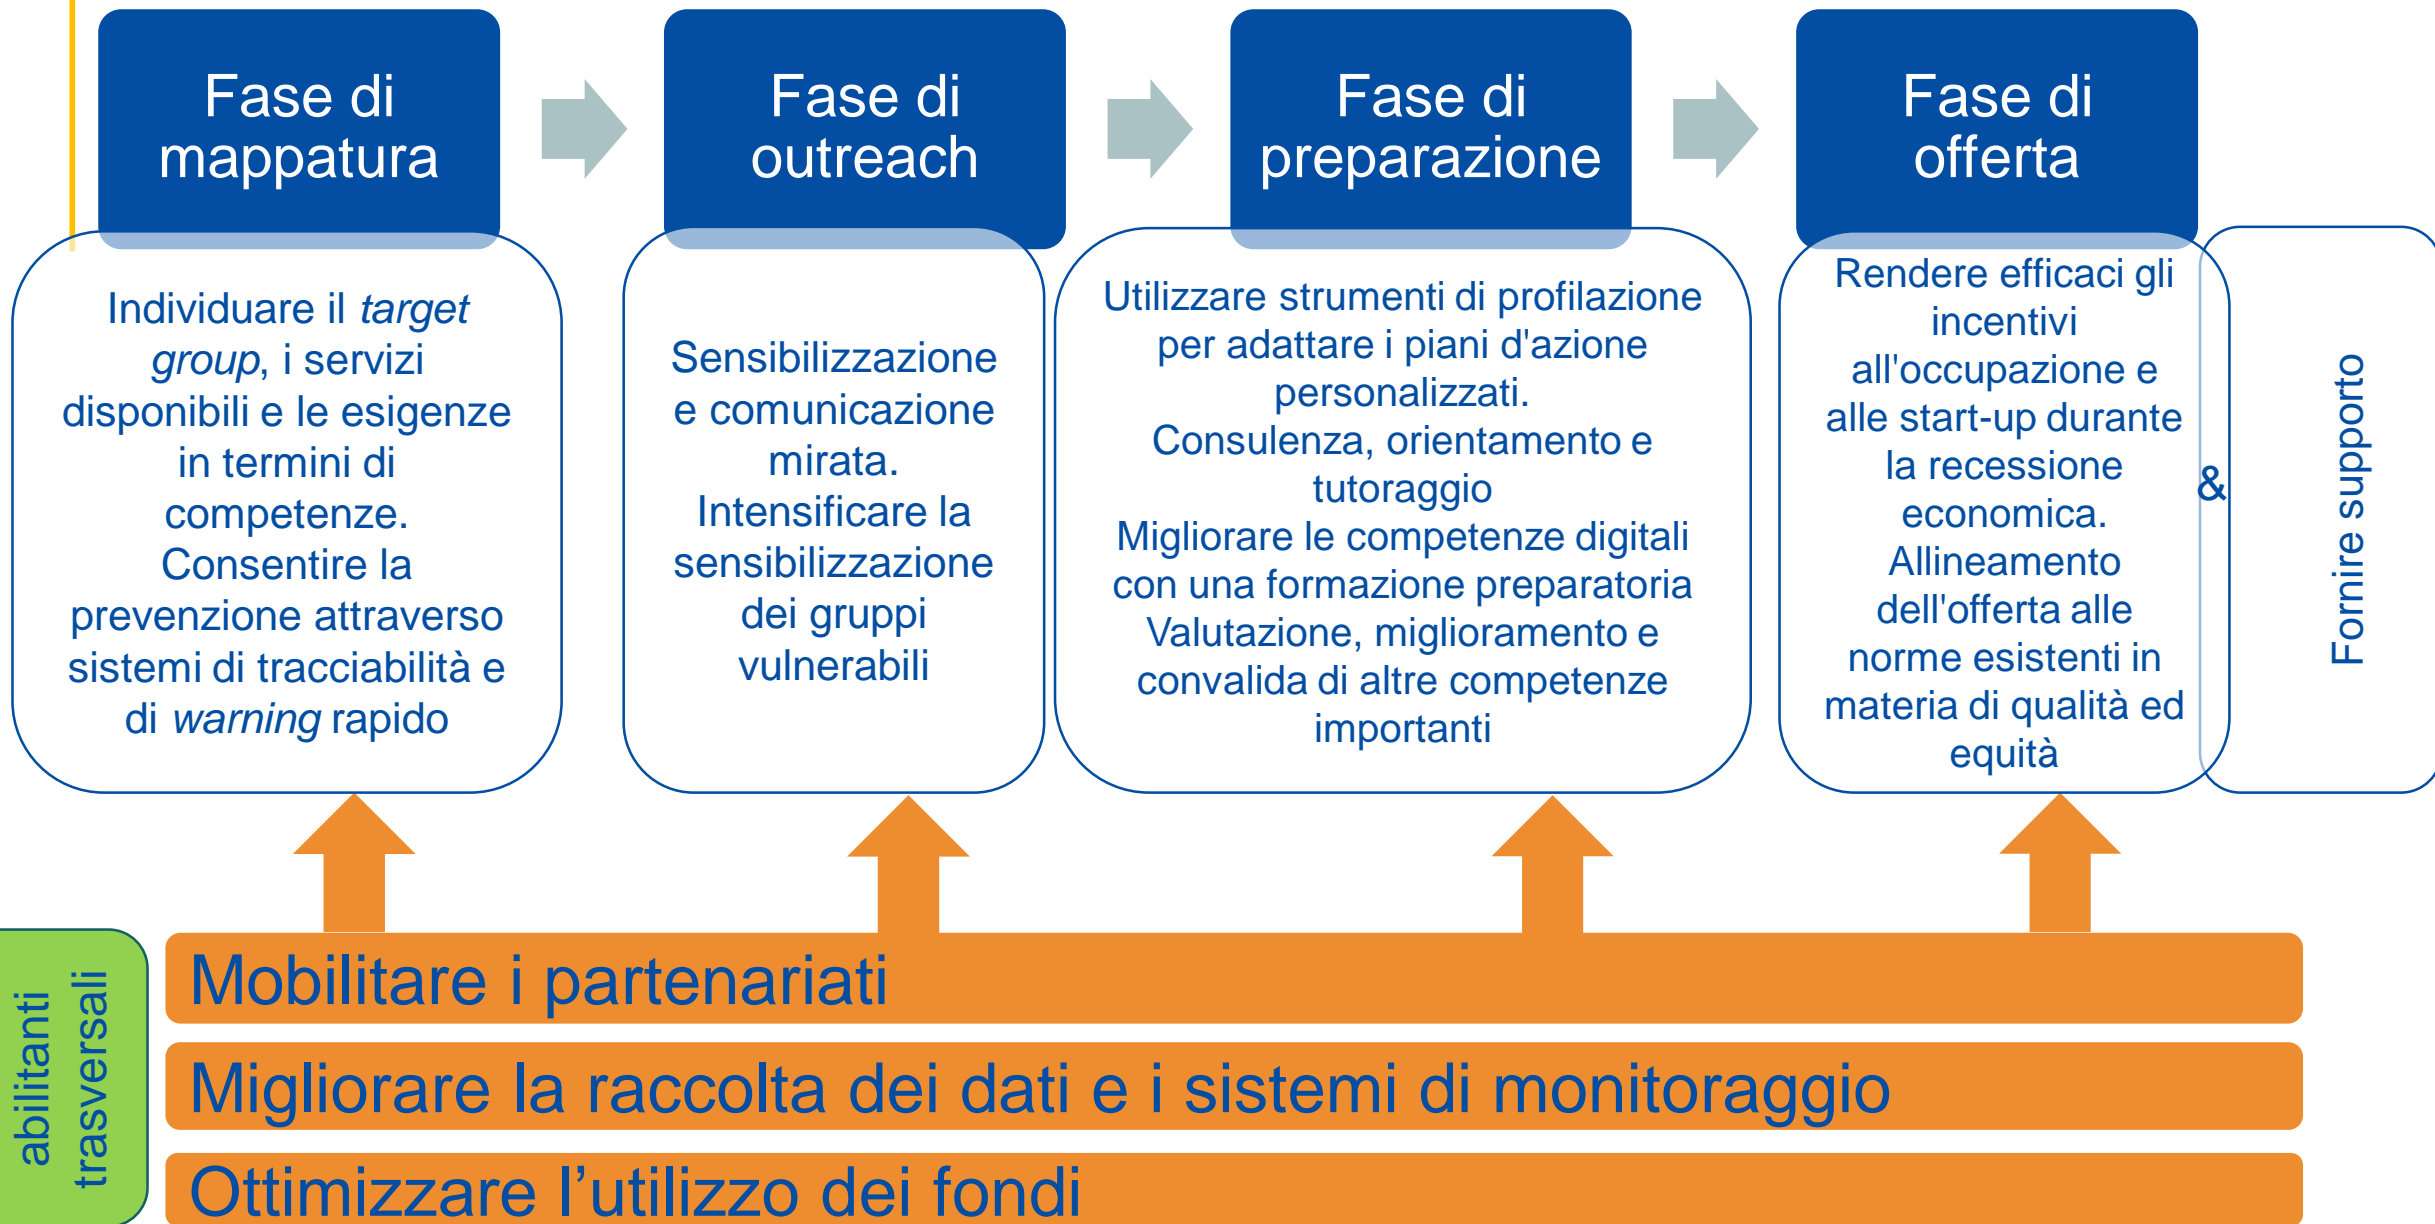 Fase di
mappatura
Fase di
outreach
Fase di
preparazione
Fase di
offerta
Individuare il target
group, i servizi
disponibili e le esigenze
in termini di
competenze.
Consentire la
prevenzione attraverso
sistemi di tracciabilità e
di warning rapido
Sensibilizzazione
e comunicazione
mirata.
Intensificare la
sensibilizzazione
dei gruppi
vulnerabili
Utilizzare strumenti di profilazione
per adattare i piani d'azione
personalizzati.
Consulenza, orientamento e
tutoraggio
Migliorare le competenze digitali
con una formazione preparatoria
Valutazione, miglioramento e
convalida di altre competenze
importanti
Rendere efficaci gli
incentivi
all'occupazione e
alle start-up durante
la recessione
economica.
Allineamento
dell'offerta alle
norme esistenti in
materia di qualità ed
equità
&
Fornire supporto
abilitanti
trasversali
Mobilitare i partenariati
Migliorare la raccolta dei dati e i sistemi di monitoraggio
Ottimizzare l’utilizzo dei fondi